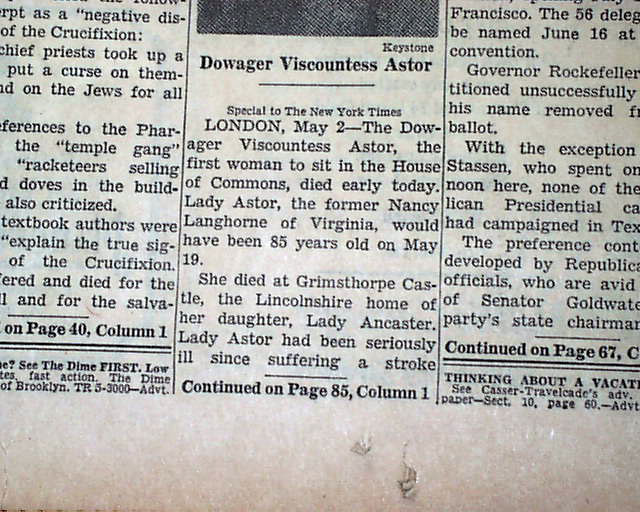 erpt as a "negative dis-
of the Crucifixion:
chief priests took up a
put a curse on them-
nd on the Jews for all
eferences to the Phar-
the "temple gang"
"racketeers selling
d doves in the build-
also criticized.
textbook authors were
"explain the true sig-
of the Crucifixion.
fered and died for the
ll and for the salva-
on Page 40, Column 1
e? See The Dime FIRST. Low
tes, fast action. The Dime
of Brooklyn. TR 5-3000—Advt.
Keystone
Dowager Viscountess Astor
Special to The New York Times
LONDON, May 2—The Dow-
ager Viscountess Astor, the
first woman to sit in the House
of Commons, died early today.
Lady Astor, the former Nancy
Langhorne of Virginia, would
have been 85 years old on May
19.
She died at Grimsthorpe Cas-
tle, the Lincolnshire home of
her daughter, Lady Ancaster.
Lady Astor had been seriously
ill since suffering a stroke
Continued on Page 85, Column 1
Francisco. The 56 deleg
be named June 16 at
convention.
Governor Rockefeller
titioned unsuccessfully
his name removed fr
ballot.
With the exception
Stassen, who spent on
noon here, none of the
lican Presidential ca
had campaigned in Tex
The preference cont
developed by Republica
officials, who are avid
of Senator Goldwate
party's state chairman
Continued on Page 67, C
THINKING ABOUT A VACATI
See Casser-Travelcade's adv.
paper—Sect. 10, page 60.—Advt